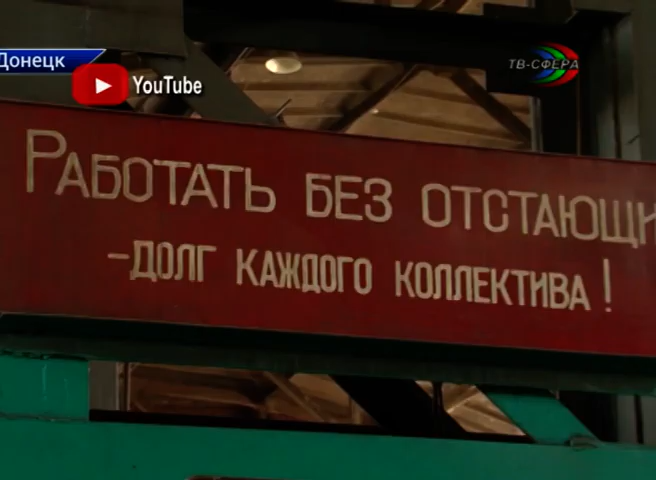 Донецк
YouTube
ТВ-СФЕРА
РАБОТАТЬ БЕЗ ОТСТАЮЩИ
–ДОЛГ КАЖДОГО КОЛЛЕКТИВА!